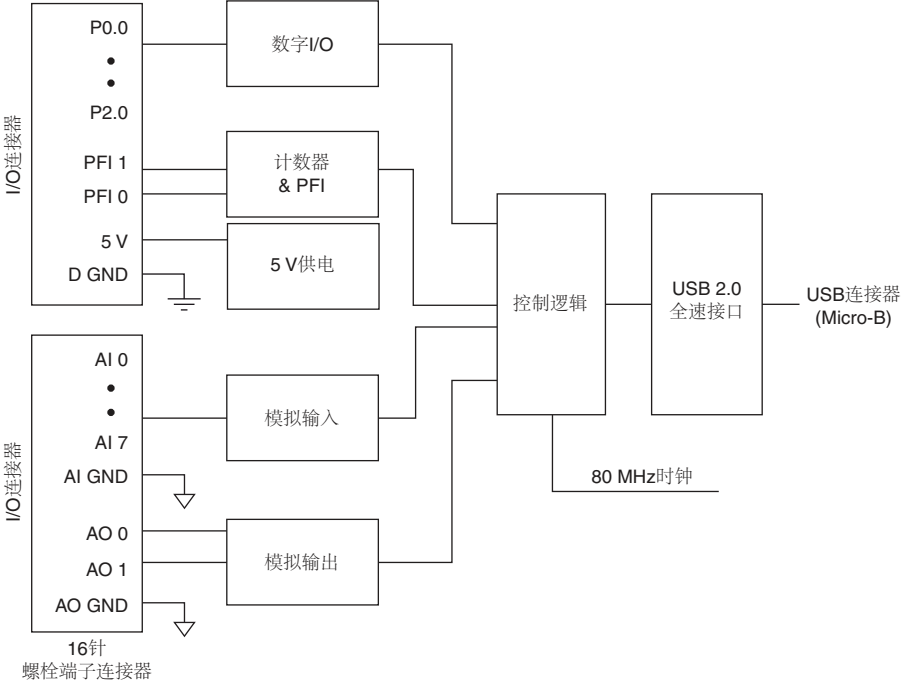 I/O连接器
P0.0
P2.0
PFI 1
PFI 0
5 V
D GND
数字I/O
计数器
& PFI
5 V供电
I/O连接器
AI 0
AI 7
AI GND
AO 0
AO 1
AO GND
16针
螺栓端子连接器
模拟输入
模拟输出
控制逻辑
80 MHz时钟
USB 2.0
全速接口
USB连接器
(Micro-B)